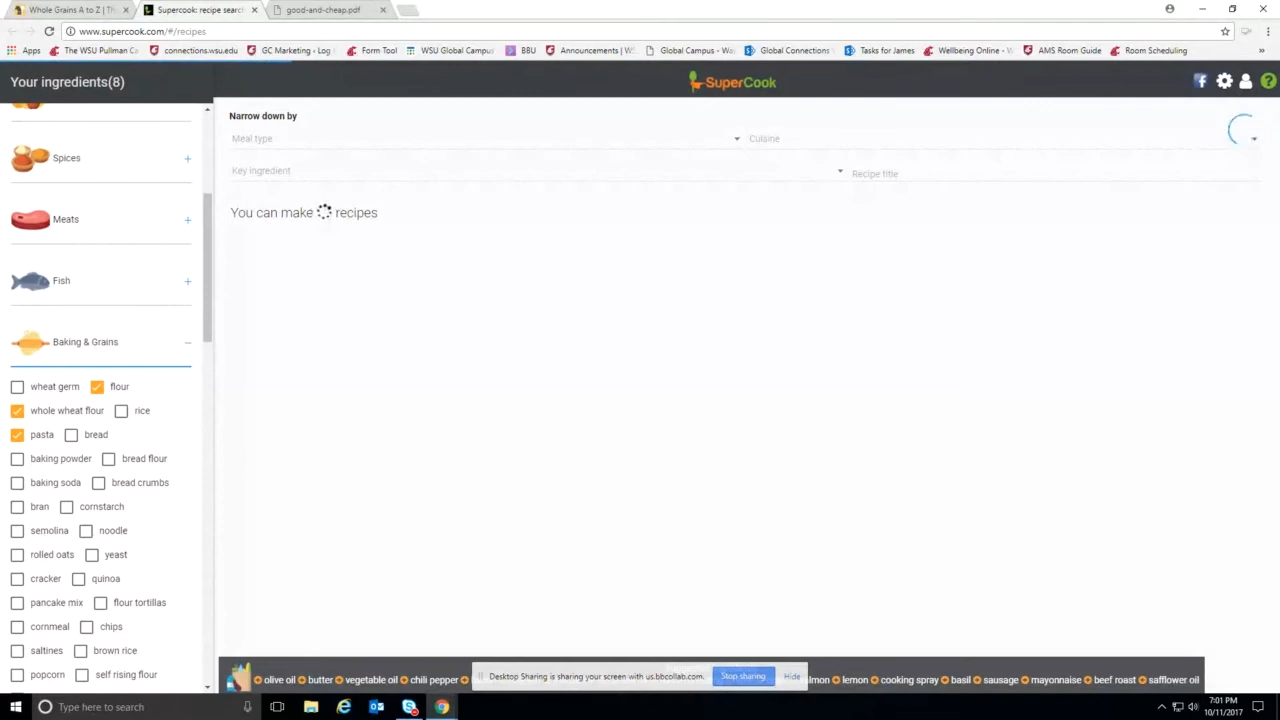 Whole Grains A to Z | Th
Supercook: recipe searc
good-and-cheap.pdf
www.supercook.com/#/recipes
Apps
The WSU Pullman Ca
connections.wsu.edu
GC Marketing - Log
Form Tool
WSU Global Campus
BBU
Announcements | WS
Global Campus - Wa
Global Connections
Tasks for James
Wellbeing Online - W
AMS Room Guide
Room Scheduling
Your ingredients(8)
SuperCook
Narrow down by
Meal type
Cuisine
Key ingredient
Recipe title
You can make recipes
Spices +
Meats +
Fish +
Baking & Grains −
wheat germ flour
whole wheat flour rice
pasta bread
baking powder bread flour
baking soda bread crumbs
bran cornstarch
semolina noodle
rolled oats yeast
cracker quinoa
pancake mix flour tortillas
cornmeal chips
saltines brown rice
popcorn self rising flour
olive oil butter vegetable oil chili pepper
lmon lemon cooking spray basil sausage mayonnaise beef roast safflower oil
Desktop Sharing is sharing your screen with us.bbcollab.com.
Stop sharing
Hide
Type here to search
7:01 PM
10/11/2017